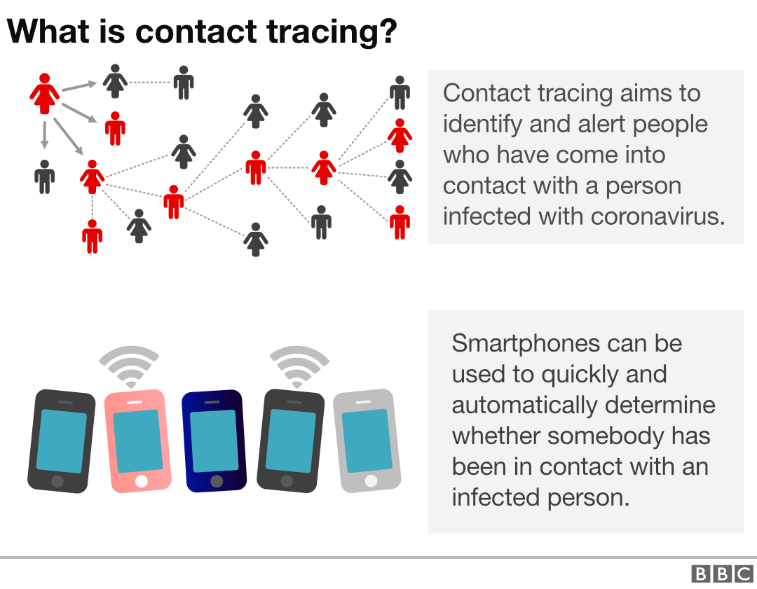 What is contact tracing?
Contact tracing aims to
identify and alert people
who have come into
contact with a person
infected with coronavirus.
Smartphones can be
used to quickly and
automatically determine
whether somebody has
been in contact with an
infected person.
BBC